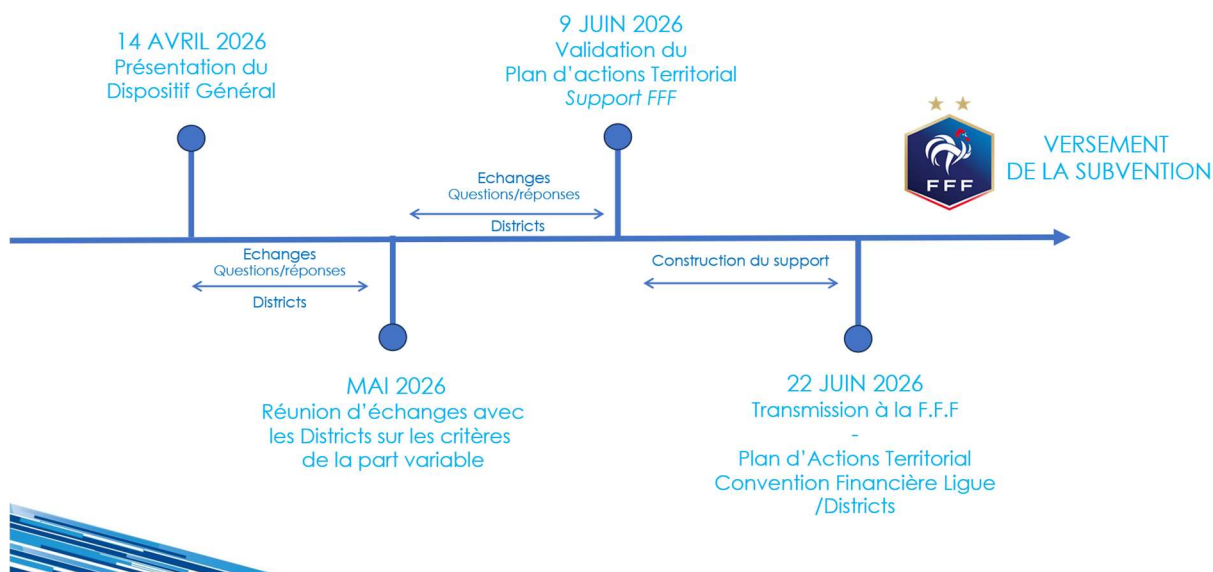 14 AVRIL 2026
Présentation du
Dispositif Général
9 JUIN 2026
Validation du
Plan d'actions Territorial
Support FFF
FFF
VERSEMENT
DE LA SUBVENTION
Echanges
Questions/réponses
Districts
Echanges
Questions/réponses
Districts
Construction du support
MAI 2026
Réunion d'échanges avec
les Districts sur les critères
de la part variable
22 JUIN 2026
Transmission à la F.F.F
-
Plan d'Actions Territorial
Convention Financière Ligue
/Districts